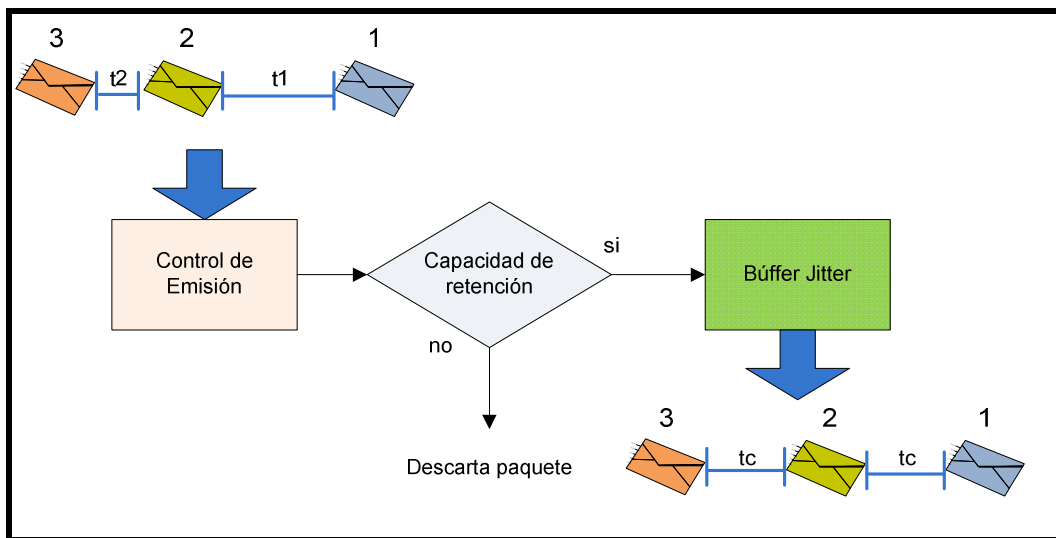 3 2 1
t2 t1
Control de
Emisión
Capacidad de
retención
si
Búffer Jitter
no
Descarta paquete
3 2 1
tc tc